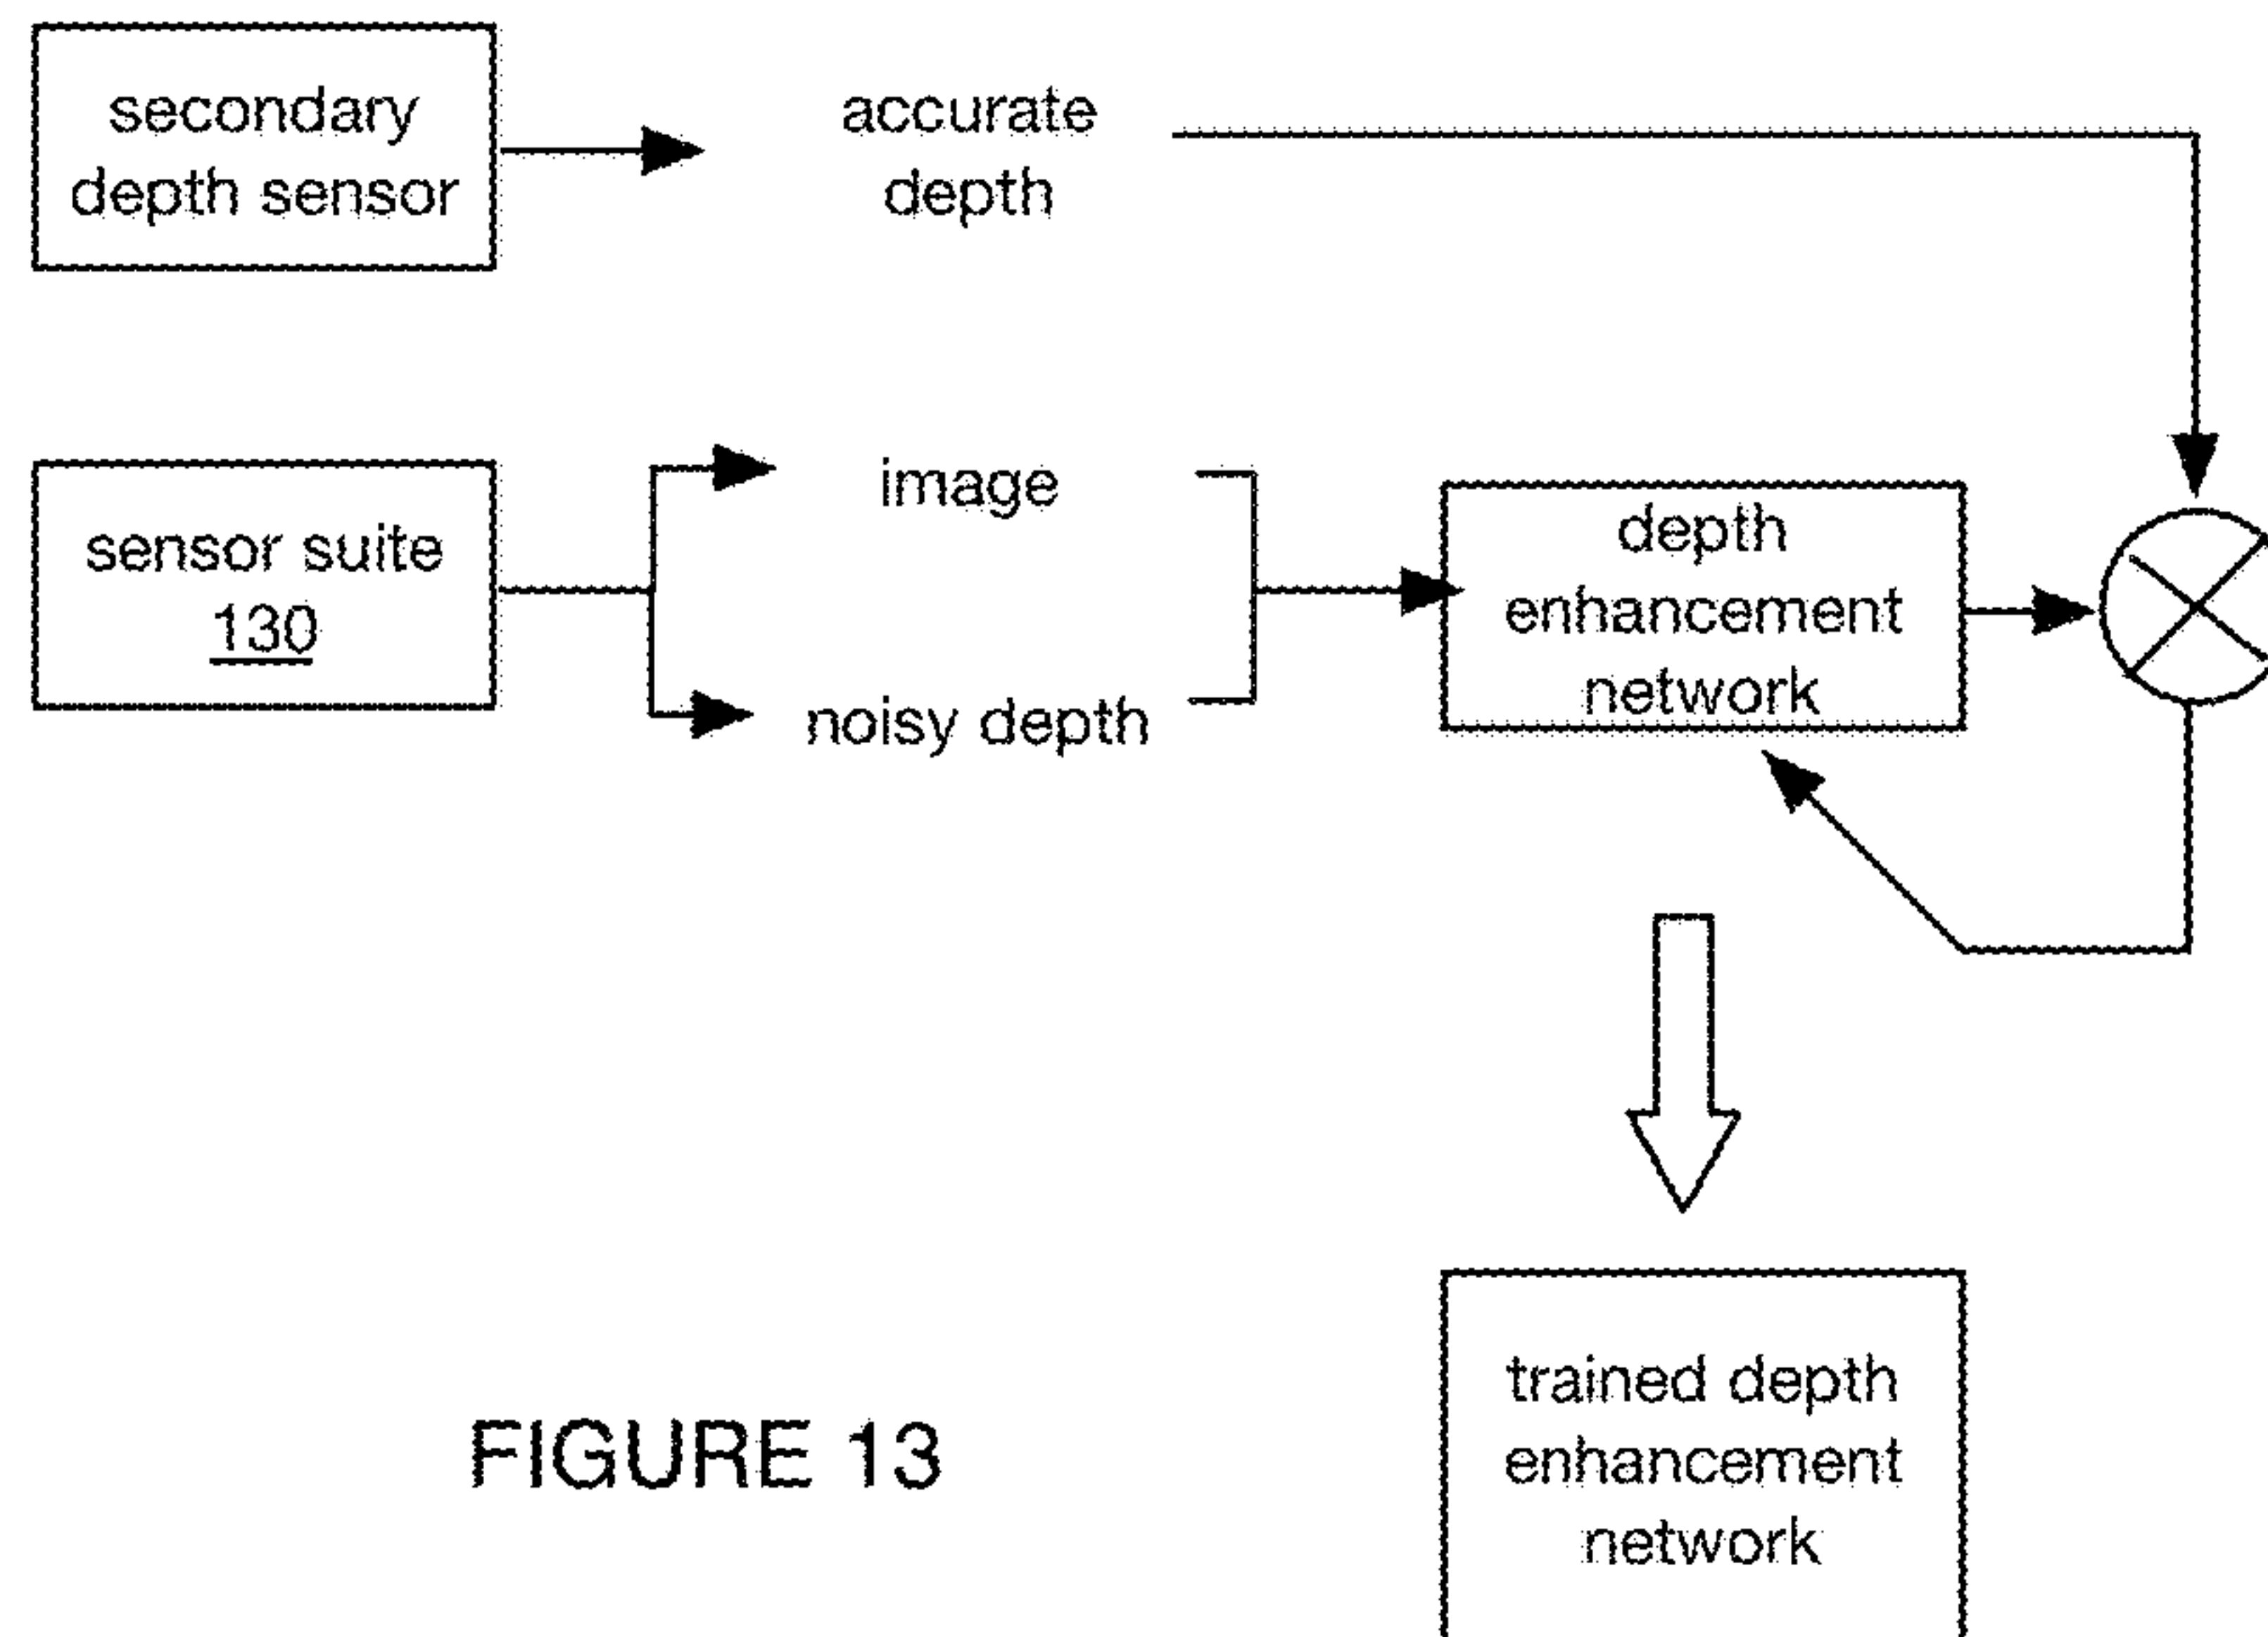 secondary
depth sensor
accurate
depth
sensor suite
130
image
noisy depth
depth
enhancement
network
trained depth
enhancement
network
FIGURE 13